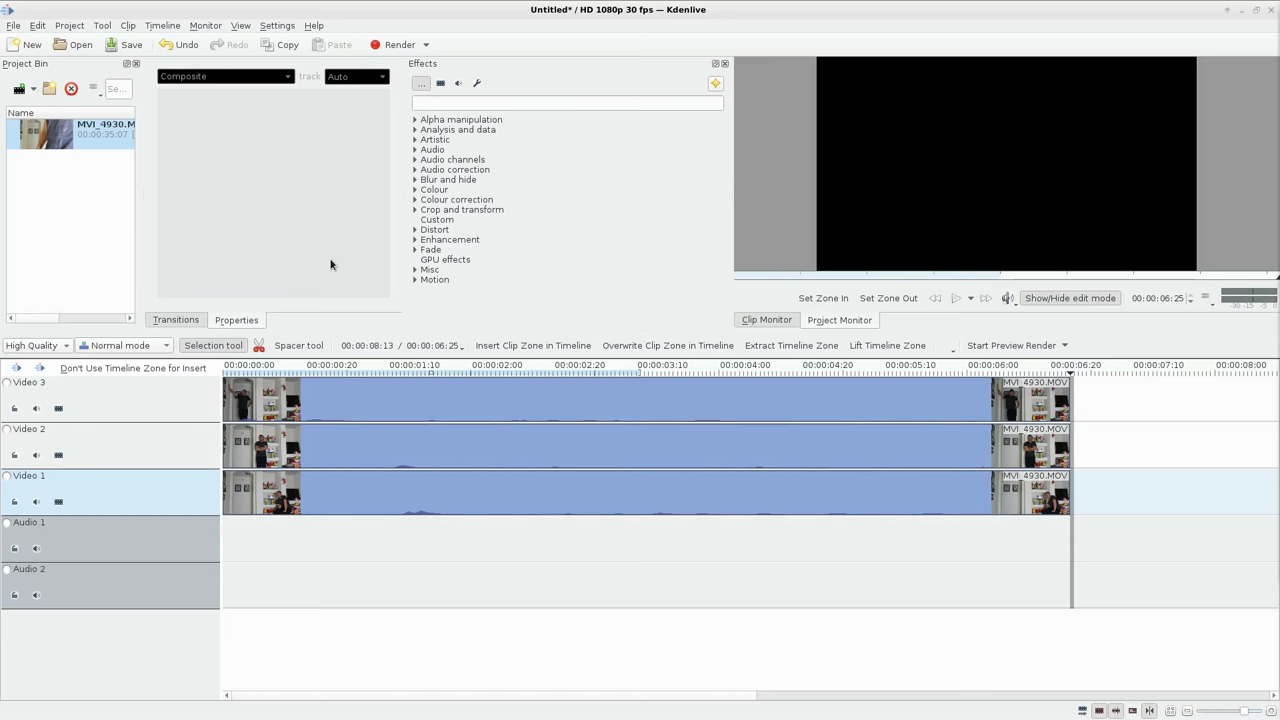 Untitled* / HD 1080p 30 fps — Kdenlive
File Edit Project Tool Clip Timeline Monitor View Settings Help
New Open Save Undo Redo Copy Paste Render
Project Bin
Se...
Name
MVI_4930.M
00:00:35:07 [
Composite track Auto
Transitions Properties
Effects
...
Alpha manipulation
Analysis and data
Artistic
Audio
Audio channels
Audio correction
Blur and hide
Colour
Colour correction
Crop and transform
Custom
Distort
Enhancement
Fade
GPU effects
Misc
Motion
Set Zone In Set Zone Out Show/Hide edit mode 00:00:06:25
-30 -15 -5 0
Clip Monitor Project Monitor
High Quality Normal mode Selection tool Spacer tool 00:00:08:13 / 00:00:06:25 Insert Clip Zone in Timeline Overwrite Clip Zone in Timeline Extract Timeline Zone Lift Timeline Zone Start Preview Render
Don't Use Timeline Zone for Insert
00:00:00:00 00:00:00:20 00:00:01:10 00:00:02:00 00:00:02:20 00:00:03:10 00:00:04:00 00:00:04:20 00:00:05:10 00:00:06:00 00:00:06:20 00:00:07:10 00:00:08:00
Video 3 MVI_4930.MOV
Video 2 MVI_4930.MOV
Video 1 MVI_4930.MOV
Audio 1
Audio 2